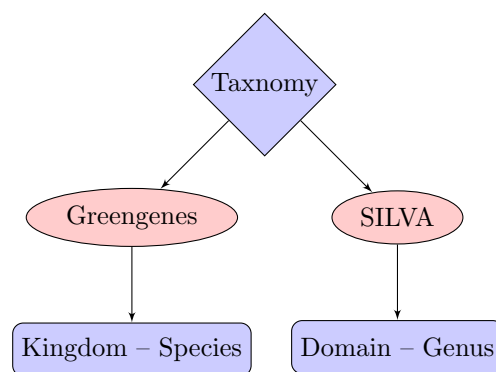 Taxnomy
Greengenes
SILVA
Kingdom – Species
Domain – Genus